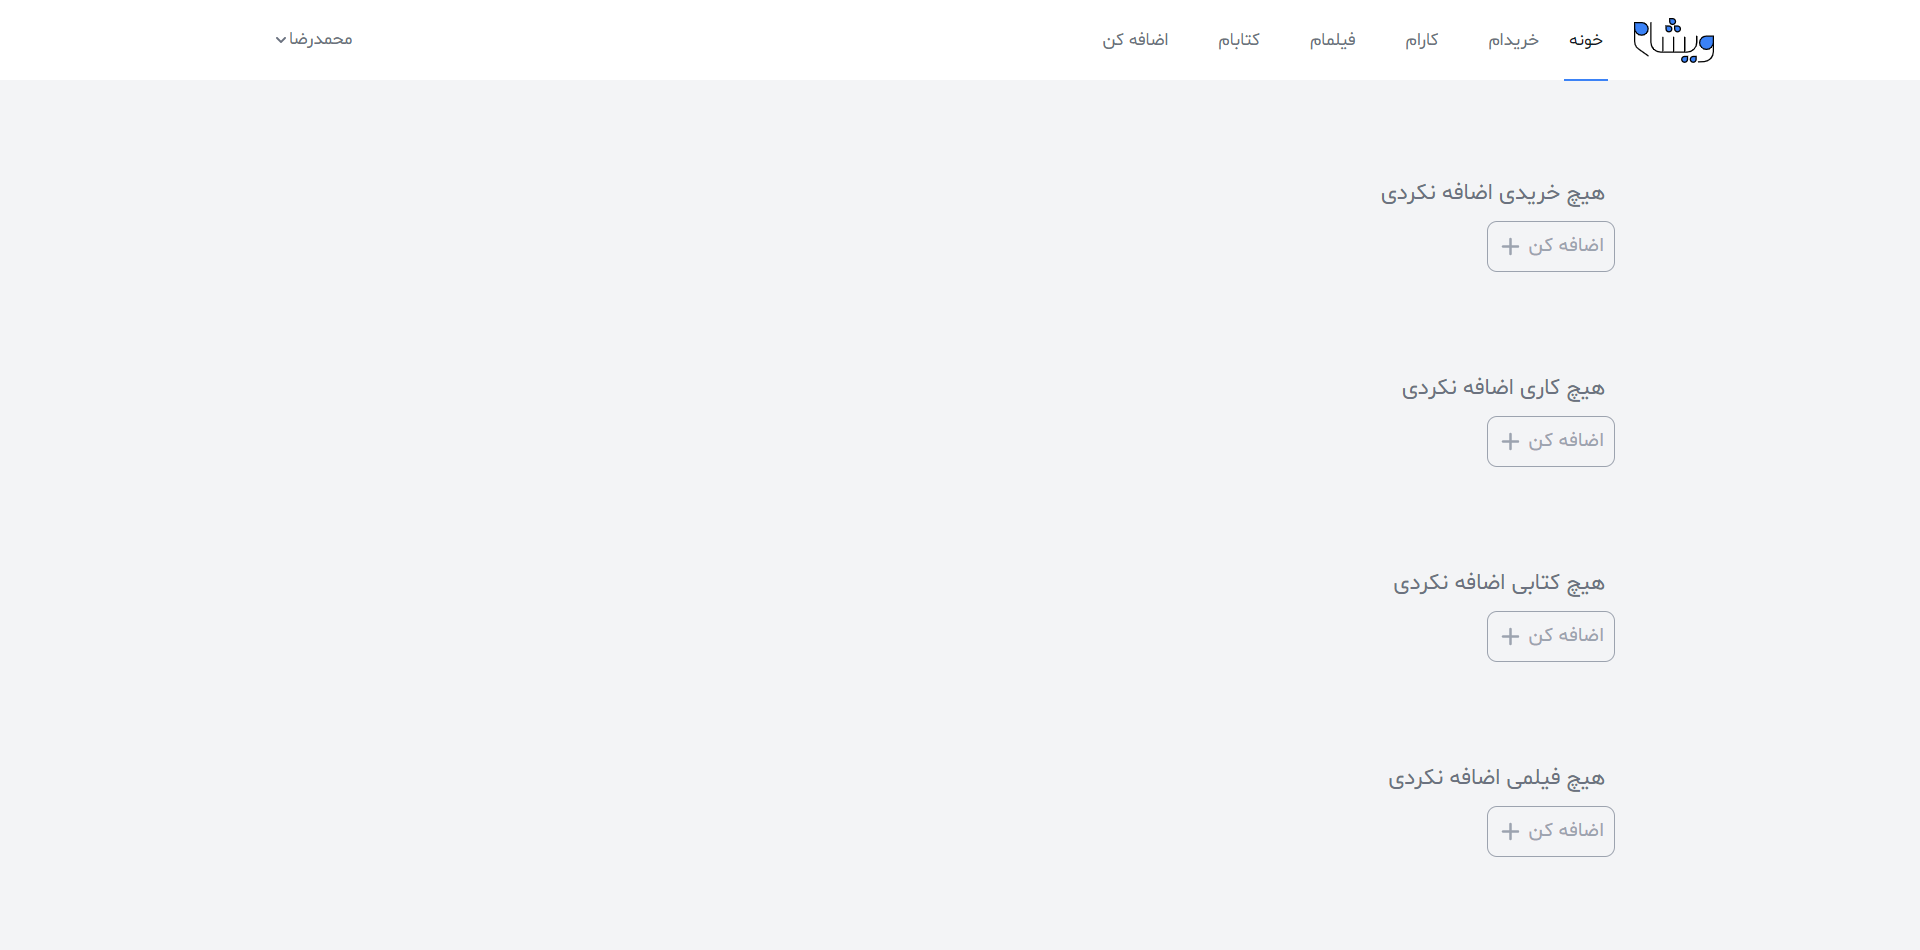 ویشلی
خونه
خریدام
کارام
فیلمام
کتابام
اضافه کن
محمدرضا
هیچ خریدی اضافه نکردی
اضافه کن +
هیچ کاری اضافه نکردی
اضافه کن +
هیچ کتابی اضافه نکردی
اضافه کن +
هیچ فیلمی اضافه نکردی
اضافه کن +